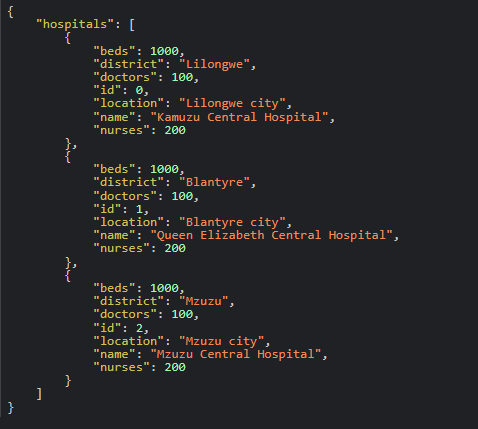 {
    "hospitals": [
        {
            "beds": 1000,
            "district": "Lilongwe",
            "doctors": 100,
            "id": 0,
            "location": "Lilongwe city",
            "name": "Kamuzu Central Hospital",
            "nurses": 200
        },
        {
            "beds": 1000,
            "district": "Blantyre",
            "doctors": 100,
            "id": 1,
            "location": "Blantyre city",
            "name": "Queen Elizabeth Central Hospital",
            "nurses": 200
        },
        {
            "beds": 1000,
            "district": "Mzuzu",
            "doctors": 100,
            "id": 2,
            "location": "Mzuzu city",
            "name": "Mzuzu Central Hospital",
            "nurses": 200
        }
    ]
}